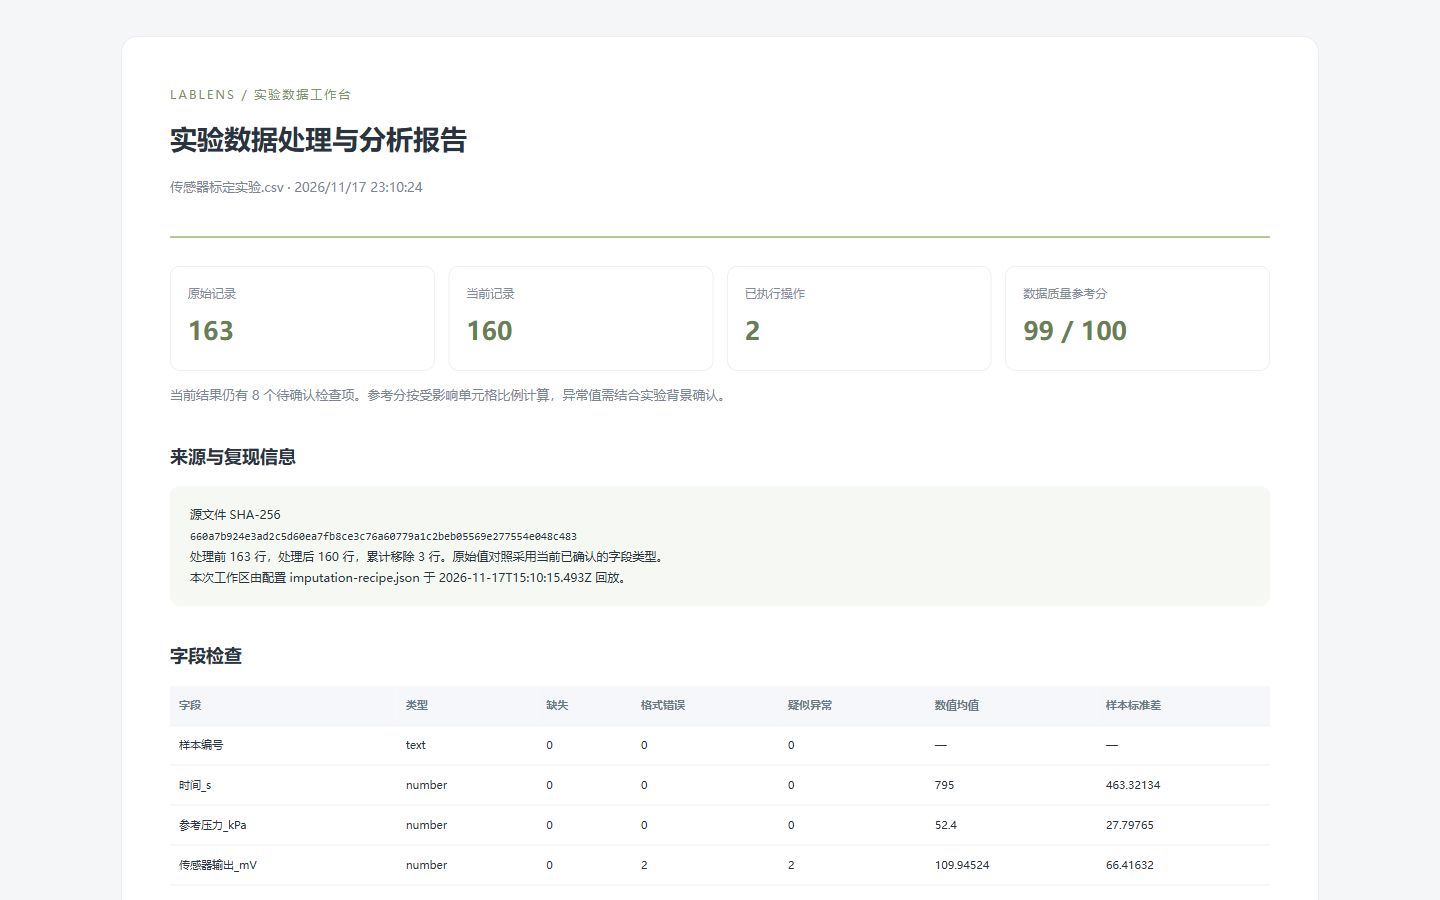 LABLENS / 实验数据工作台
实验数据处理与分析报告
传感器标定实验.csv · 2026/11/17 23:10:24
原始记录 当前记录 已执行操作 数据质量参考分
163 160 2 99 / 100
当前结果仍有 8 个待确认检查项。参考分按受影响单元格比例计算，异常值需结合实验背景确认。
来源与复现信息
源文件 SHA-256
660a7b924e3ad2c5d60ea7fb8ce3c76a60779a1c2beb05569e277554e048c483
处理前 163 行，处理后 160 行，累计移除 3 行。原始值对照采用当前已确认的字段类型。
本次工作区由配置 imputation-recipe.json 于 2026-11-17T15:10:15.493Z 回放。
字段检查
字段 类型 缺失 格式错误 疑似异常 数值均值 样本标准差
样本编号 text 0 0 0 — —
时间_s number 0 0 0 795 463.32134
参考压力_kPa number 0 0 0 52.4 27.79765
传感器输出_mV number 0 2 2 109.94524 66.41632